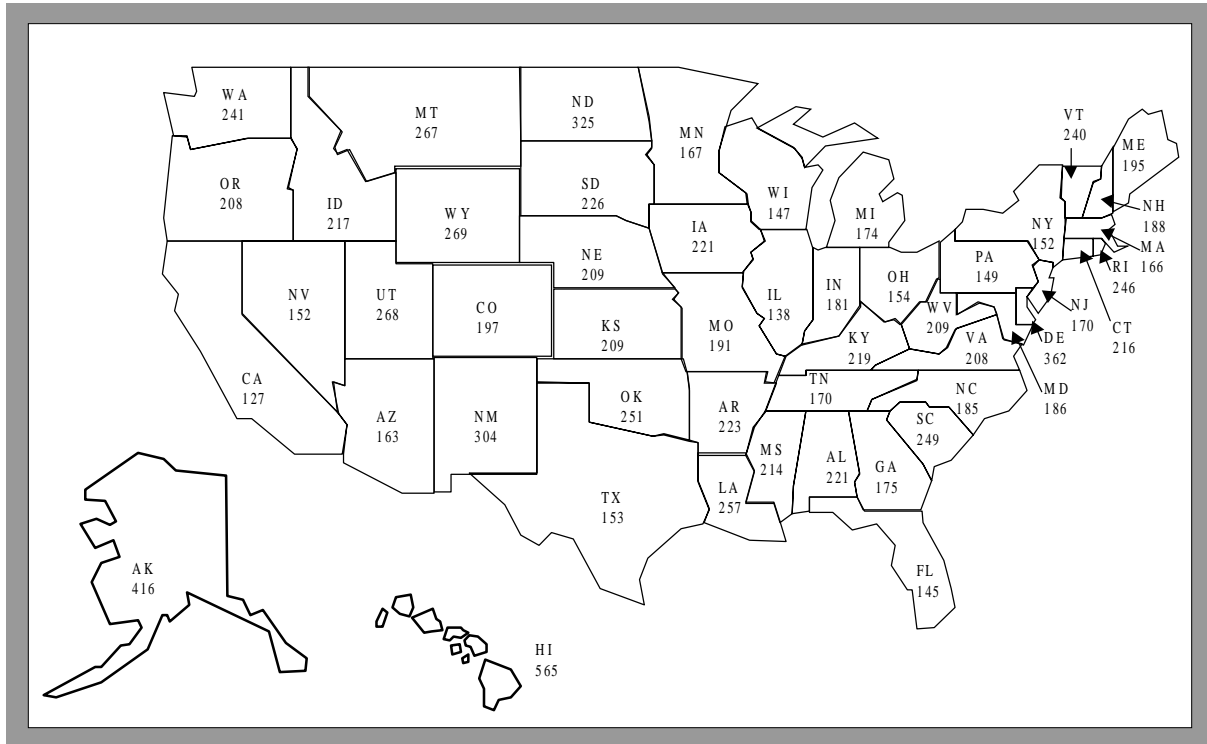 WA
241
MT
267
ND
325
MN
167
VT
240
ME
195
OR
208
ID
217
WY
269
SD
226
WI
147
MI
174
NH
188
NY
152
MA
166
IA
221
NE
209
PA
149
RI
246
NV
152
UT
268
CO
197
IL
138
IN
181
OH
154
WV
209
NJ
170
CT
216
KS
209
MO
191
KY
219
VA
208
DE
362
MD
186
CA
127
AZ
163
NM
304
OK
251
AR
223
TN
170
NC
185
SC
249
MS
214
AL
221
GA
175
TX
153
LA
257
FL
145
AK
416
HI
565